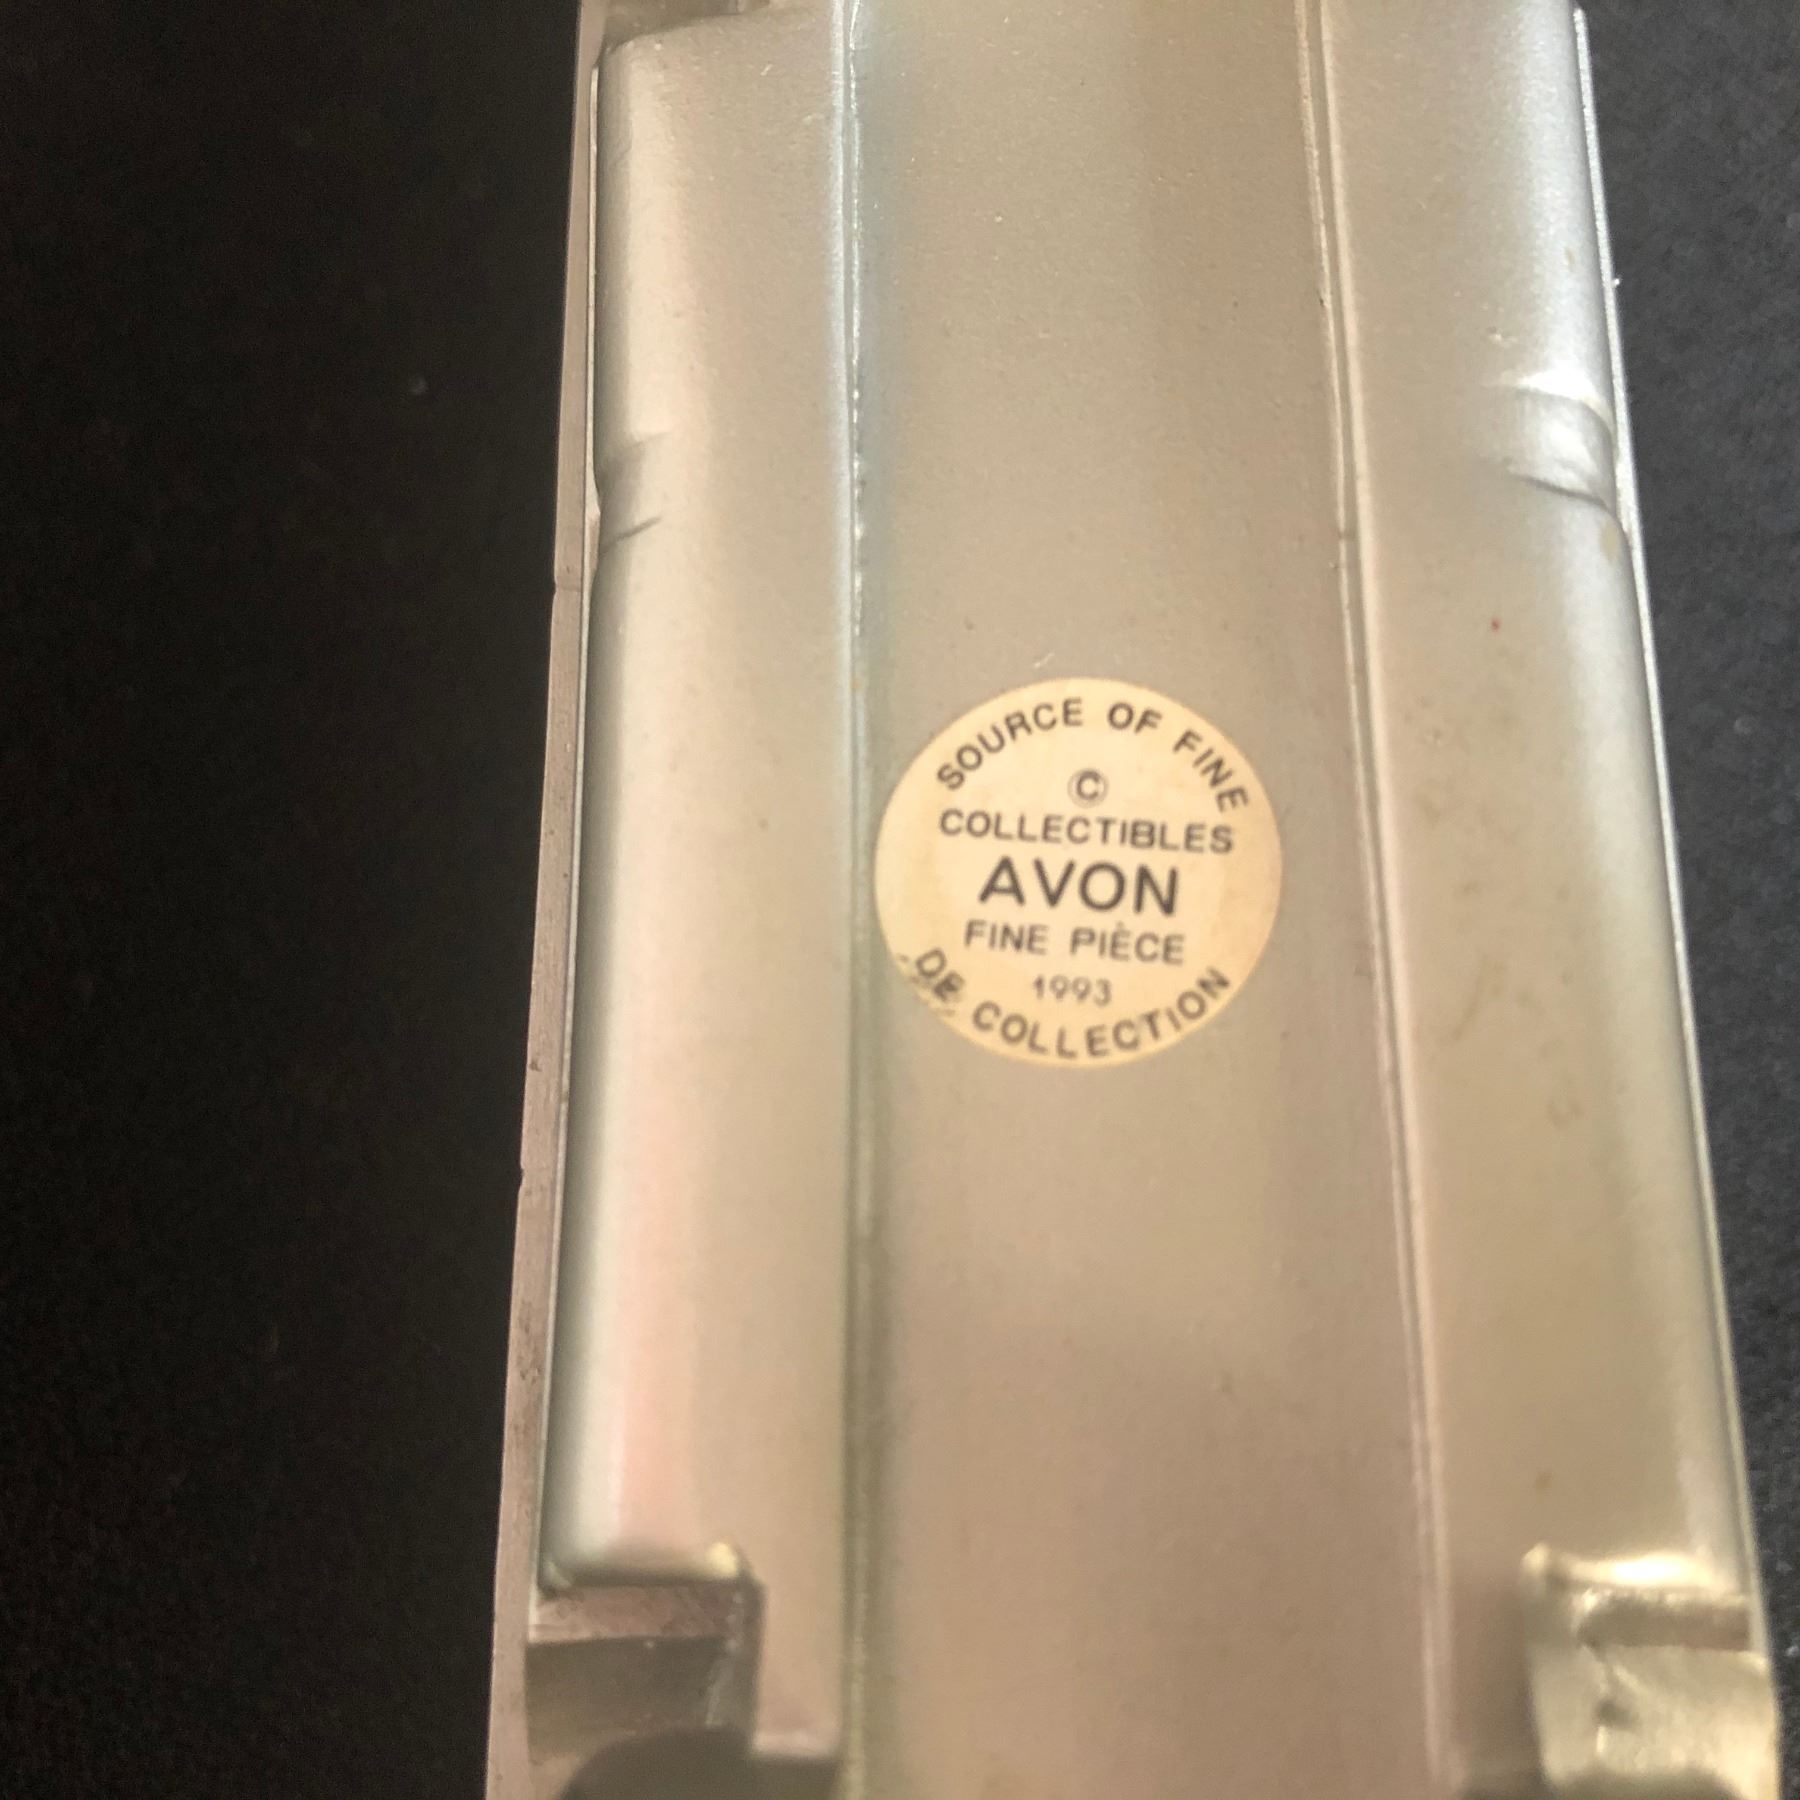 SOURCE OF FINE
©
COLLECTIBLES
AVON
FINE PIÈCE
1993
DE COLLECTION